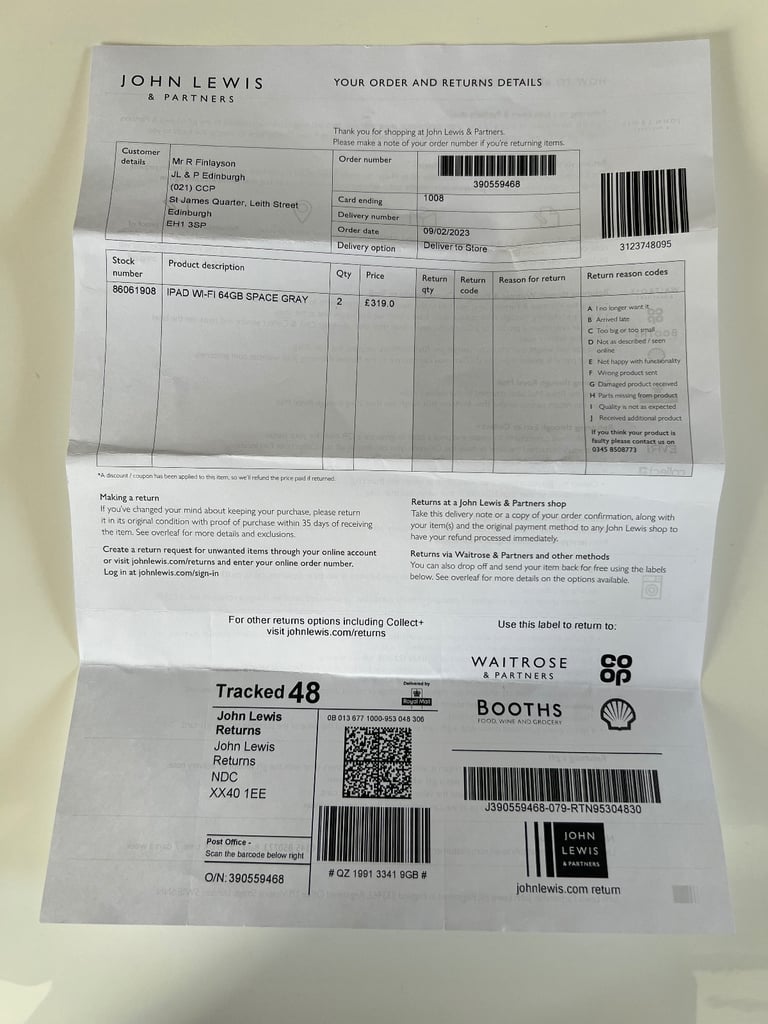 JOHN LEWIS
& PARTNERS
YOUR ORDER AND RETURNS DETAILS
Thank you for shopping at John Lewis & Partners.
Please make a note of your order number if you're returning items.
Customer details
Mr R Finlayson
JL & P Edinburgh
(021) CCP
St James Quarter, Leith Street
Edinburgh
EH1 3SP
Order number
390559468
Card ending 1008
Delivery number
Order date 09/02/2023
Delivery option Deliver to Store
3123748095
Stock number Product description Qty Price Return qty Return code Reason for return Return reason codes
86061908 IPAD WI-FI 64GB SPACE GRAY 2 £319.0
A I no longer want it
B Arrived late
C Too big or too small
D Not as described / seen
online
E Not happy with functionality
F Wrong product sent
G Damaged product received
H Parts missing from product
I Quality is not as expected
J Received additional product
If you think your product is
faulty please contact us on
0345 8508773
*A discount / coupon has been applied to this item, so we'll refund the price paid if returned.
Making a return
If you've changed your mind about keeping your purchase, please return
it in its original condition with proof of purchase within 35 days of receiving
the item. See overleaf for more details and exclusions.
Create a return request for unwanted items through your online account
or visit johnlewis.com/returns and enter your online order number.
Log in at johnlewis.com/sign-in
Returns at a John Lewis & Partners shop
Take this delivery note or a copy of your order confirmation, along with
your item(s) and the original payment method to any John Lewis shop to
have your refund processed immediately.
Returns via Waitrose & Partners and other methods
You can also drop off and send your item back for free using the labels
below. See overleaf for more details on the options available.
For other returns options including Collect+
visit johnlewis.com/returns
Use this label to return to:
WAITROSE
& PARTNERS
CO
OP
BOOTHS
FOOD, WINE AND GROCERY
Tracked 48
Delivered by
Royal Mail
John Lewis
Returns
John Lewis
Returns
NDC
XX40 1EE
0B 013 677 1000-953 048 306
Post Office -
Scan the barcode below right
O/N: 390559468
# QZ 1991 3341 9GB #
J390559468-079-RTN95304830
JOHN
LEWIS
& PARTNERS
johnlewis.com return